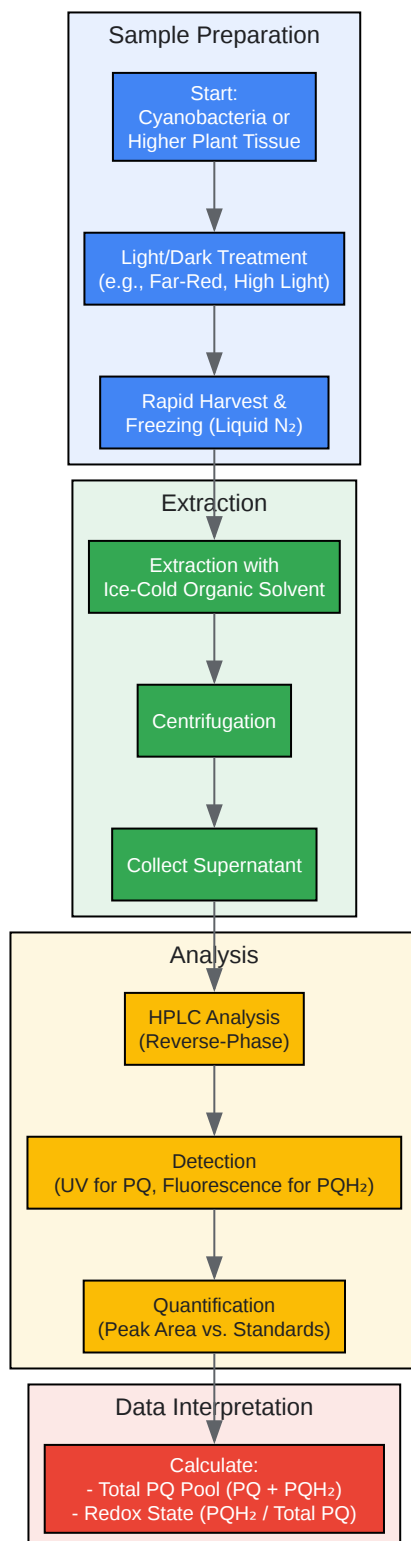 Sample Preparation
Start:
Cyanobacteria or
Higher Plant Tissue
Light/Dark Treatment
(e.g., Far-Red, High Light)
Rapid Harvest &
Freezing (Liquid N₂)
Extraction
Extraction with
Ice-Cold Organic Solvent
Centrifugation
Collect Supernatant
Analysis
HPLC Analysis
(Reverse-Phase)
Detection
(UV for PQ, Fluorescence for PQH₂)
Quantification
(Peak Area vs. Standards)
Data Interpretation
Calculate:
- Total PQ Pool (PQ + PQH₂)
- Redox State (PQH₂ / Total PQ)